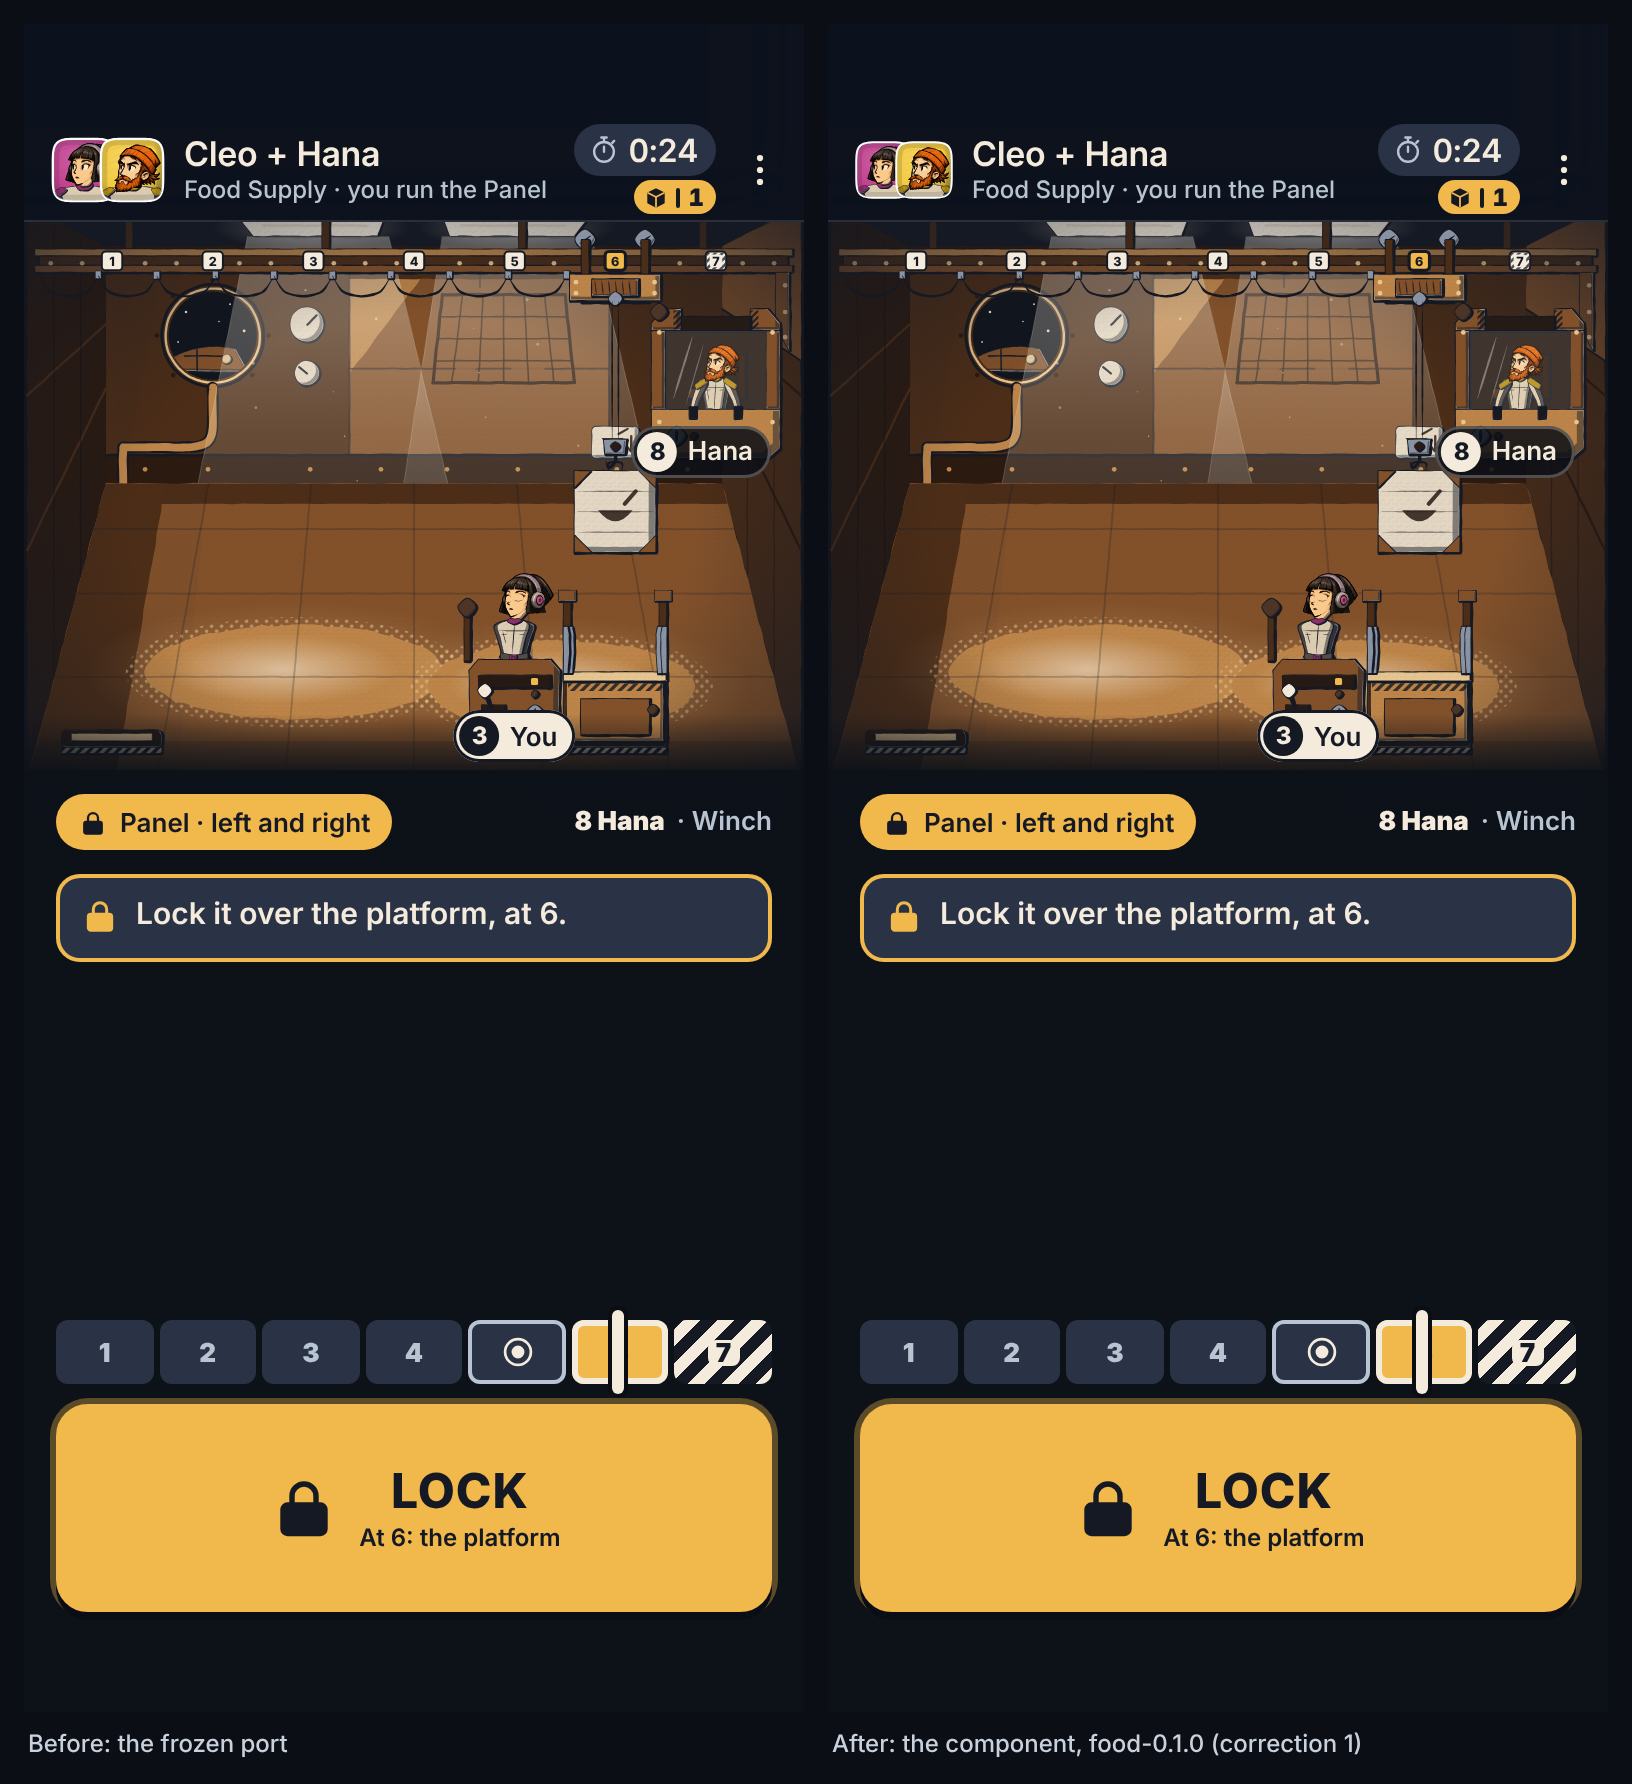 Cleo + Hana
Food Supply · you run the Panel
0:24
1
1 2 3 4 5 6 7
8 Hana
3 You
Panel · left and right
8 Hana · Winch
Lock it over the platform, at 6.
1 2 3 4 7
LOCK
At 6: the platform
Before: the frozen port
Cleo + Hana
Food Supply · you run the Panel
0:24
1
1 2 3 4 5 6 7
8 Hana
3 You
Panel · left and right
8 Hana · Winch
Lock it over the platform, at 6.
1 2 3 4 7
LOCK
At 6: the platform
After: the component, food-0.1.0 (correction 1)